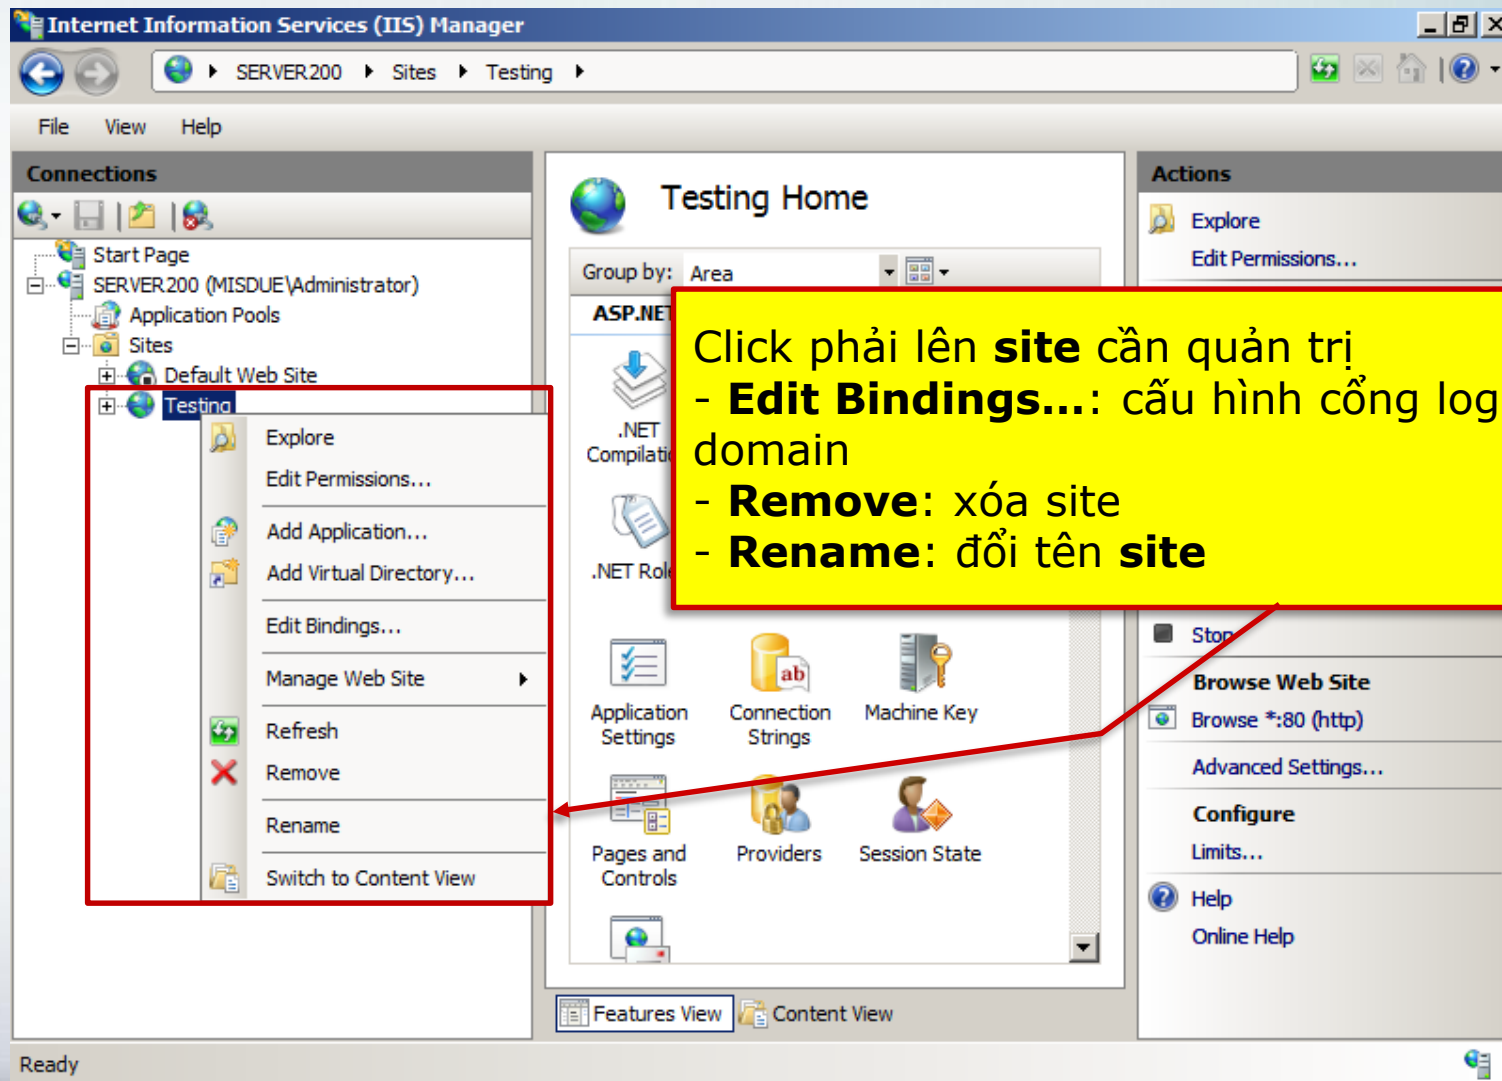 Internet Information Services (IIS) Manager
SERVER200 Sites Testing
File View Help
Connections
Start Page
SERVER200 (MISDUE\Administrator)
Application Pools
Sites
Default Web Site
Testing
Explore
Edit Permissions...
Add Application...
Add Virtual Directory...
Edit Bindings...
Manage Web Site
Refresh
Remove
Rename
Switch to Content View
Testing Home
Group by: Area
ASP.NET
.NET
.NET
Application
Settings
Connection
Strings
ab
Machine Key
Pages and
Controls
Providers
Session State
Features View Content View
Click phải lên site cần quản trị
- Edit Bindings...: cấu hình cổng log
domain
- Remove: xóa site
- Rename: đổi tên site
Actions
Explore
Edit Permissions...
Stop
Browse Web Site
Browse *:80 (http)
Advanced Settings...
Configure
Limits...
Help
Online Help
Ready